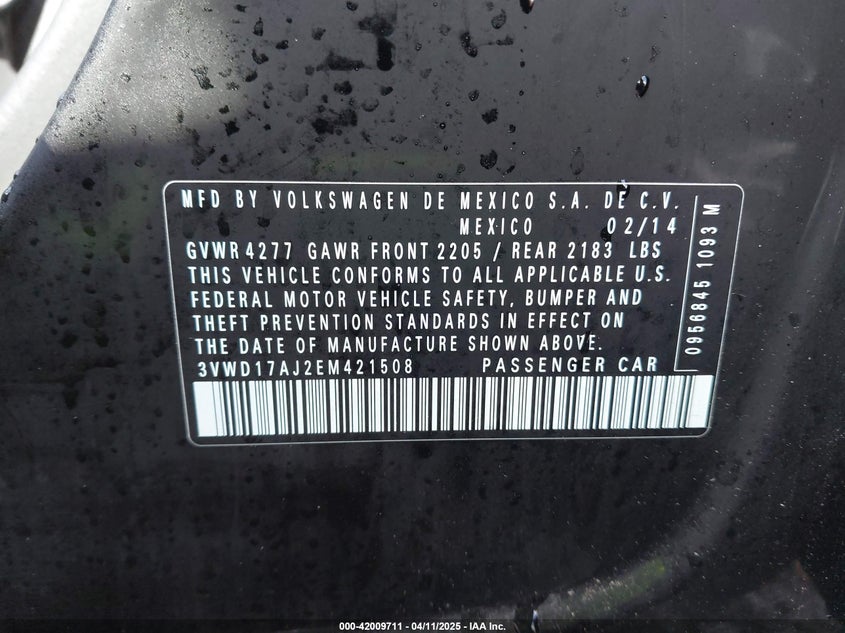 MFD BY VOLKSWAGEN DE MEXICO S.A. DE C.V.
MEXICO 02/14
GVWR 4277 GAWR FRONT 2205 / REAR 2183 LBS
THIS VEHICLE CONFORMS TO ALL APPLICABLE U.S.
FEDERAL MOTOR VEHICLE SAFETY, BUMPER AND
THEFT PREVENTION STANDARDS IN EFFECT ON
THE DATE OF MANUFACTURE SHOWN ABOVE.
3VWD17AJ2EM421508 PASSENGER CAR
0956845 1093 M
000-42009711 - 04/11/2025 - IAA Inc.